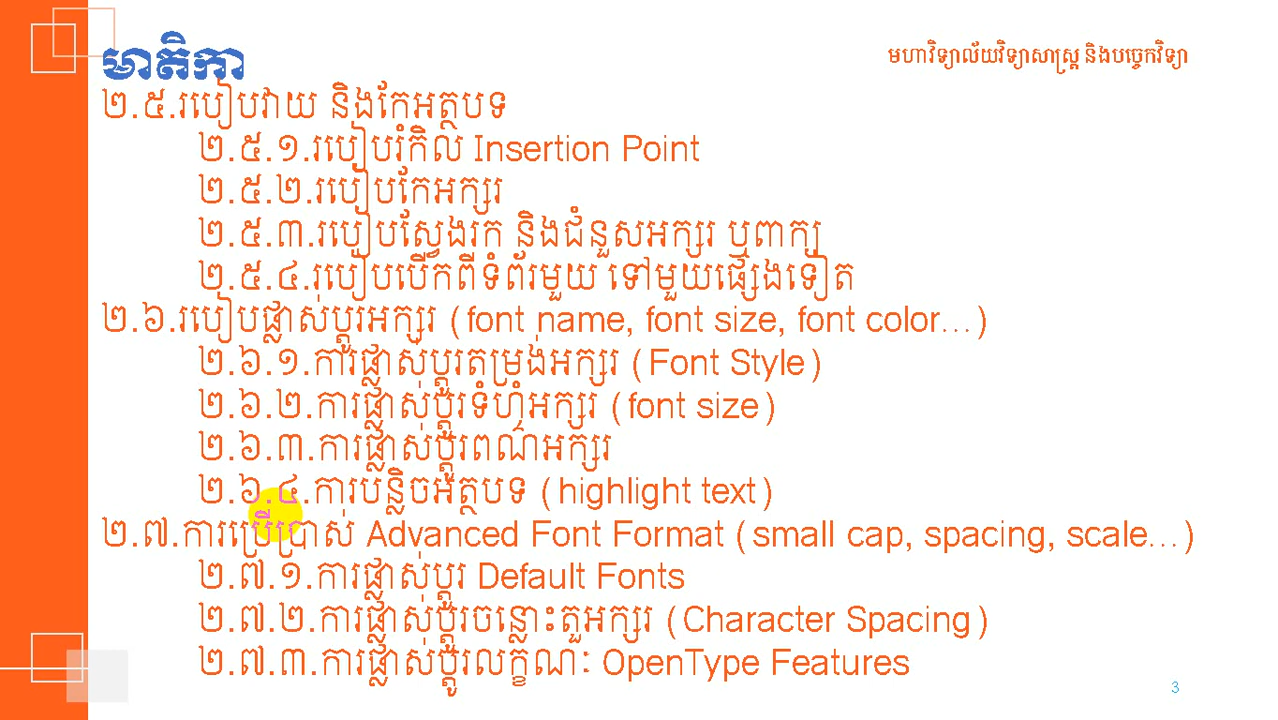 មហាវិទ្យាល័យវិទ្យាសាស្ត្រ និងបច្ចេកវិទ្យា
មាតិកា
២.៥.របៀបវាយ និងកែអត្ថបទ
២.៥.១.របៀបរំកិល Insertion Point
២.៥.២.របៀបកែអក្សរ
២.៥.៣.របៀបស្វែងរក និងជំនួសអក្សរ ឬពាក្យ
២.៥.៤.របៀបបើកពីទំព័រមួយ ទៅមួយផ្សេងទៀត
២.៦.របៀបផ្លាស់ប្តូរអក្សរ (font name, font size, font color...)
២.៦.១.ការផ្លាស់ប្តូរតម្រង់អក្សរ (Font Style)
២.៦.២.ការផ្លាស់ប្តូរទំហ៊ុំអក្សរ (font size)
២.៦.៣.ការផ្លាស់ប្តូរពណ៌អក្សរ
២.៦.៤.ការបន្លិចអត្ថបទ (highlight text)
២.៧.ការប្រើប្រាស់ Advanced Font Format (small cap, spacing, scale...)
២.៧.១.ការផ្លាស់ប្តូរ Default Fonts
២.៧.២.ការផ្លាស់ប្តូរចន្លោះតួអក្សរ (Character Spacing)
២.៧.៣.ការផ្លាស់ប្តូរលក្ខណៈ OpenType Features
3